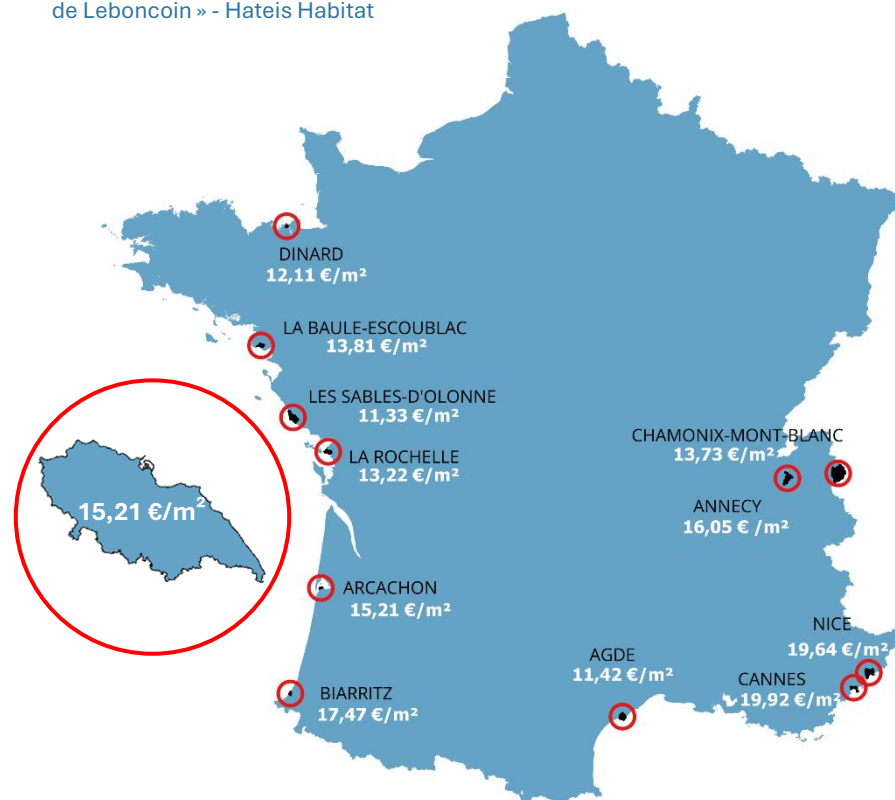 de Leboncoin » - Hateis Habitat
DINARD
12,11 €/m²
LA BAULE-ESCOUBLAC
13,81 €/m²
LES SABLES-D'OLONNE
11,33 €/m²
LA ROCHELLE
13,22 €/m²
CHAMONIX-MONT-BLANC
13,73 €/m²
ANNECY
16,05 € /m²
15,21 €/m²
ARCACHON
15,21 €/m²
NICE
19,64 €/m²
AGDE
11,42 €/m²
CANNES
19,92 €/m²
BIARRITZ
17,47 €/m²